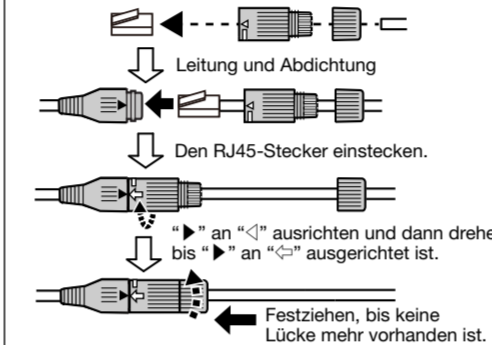 Leitung und Abdichtung
Den RJ45-Stecker einstecken.
“▶” an “◁” ausrichten und dann drehe
bis “▶” an “⇦” ausgerichtet ist.
Festziehen, bis keine
Lücke mehr vorhanden ist.